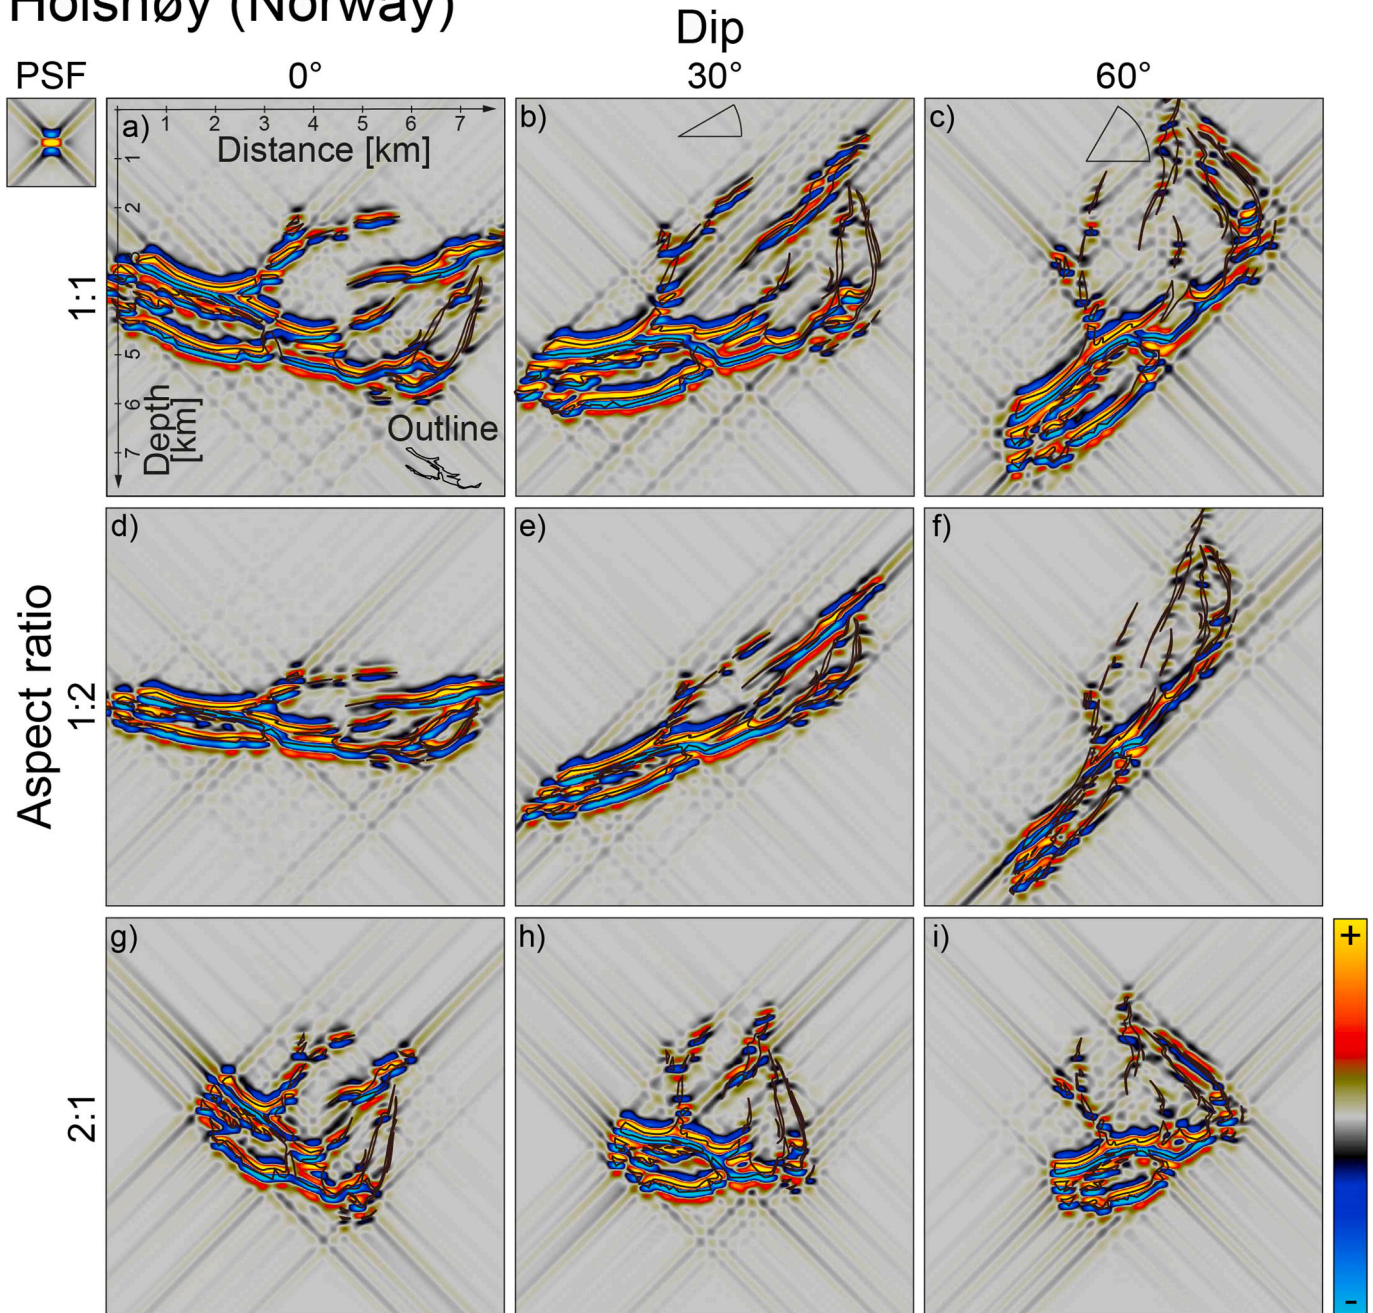 Holsnøy (Norway)
Dip
PSF 0° 30° 60°
a) 1 2 3 4 5 6 7
Distance [km]
b)
c)
1
2
1:1
5
6
7
Depth
[km]
Outline
d) e) f)
Aspect ratio
1:2
g) h) i)
+
2:1
-